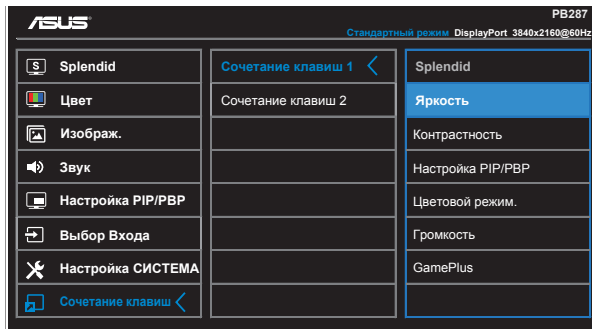 ASUS
PB287
Стандартный режим DisplayPort 3840x2160@60Hz
S Splendid
Цвет
Изображ.
Звук
Настройка PIP/PBP
Выбор Входа
Настройка СИСТЕМА
Сочетание клавиш
Сочетание клавиш 1
Сочетание клавиш 2
Splendid
Яркость
Контрастность
Настройка PIP/PBP
Цветовой режим.
Громкость
GamePlus